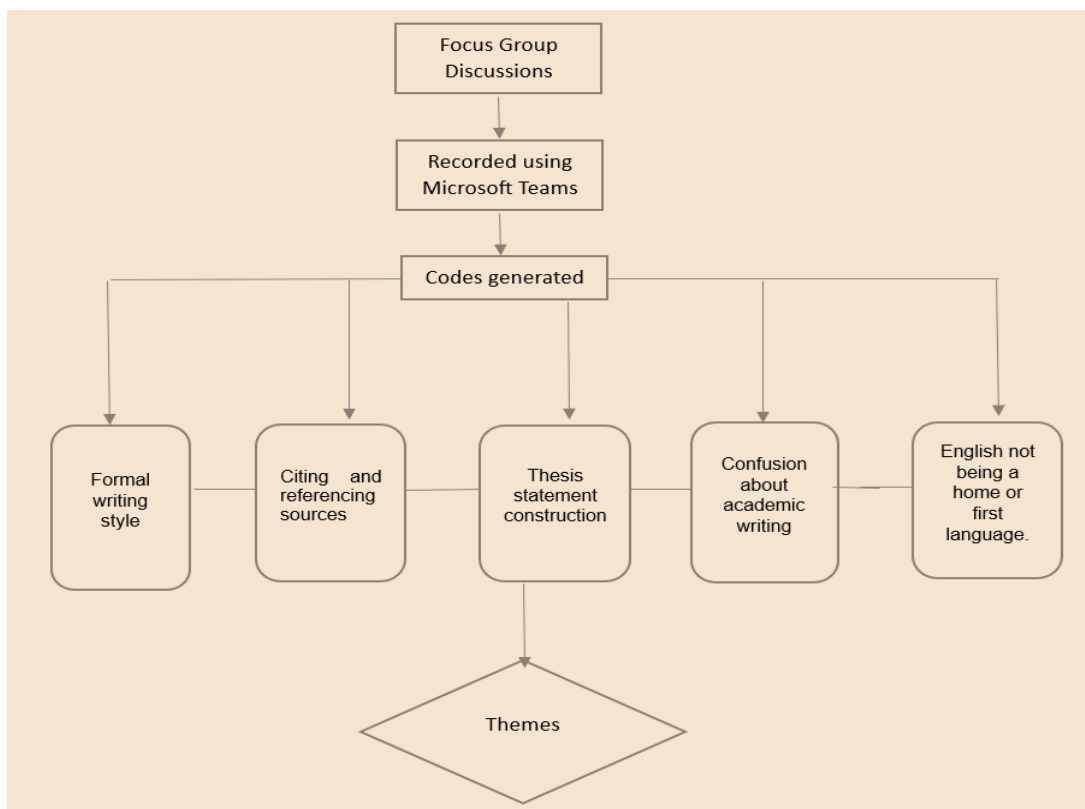 Focus Group
Discussions
Recorded using
Microsoft Teams
Codes generated
Formal
writing
style
Citing and
referencing
sources
Thesis
statement
construction
Confusion
about
academic
writing
English not
being a
home or
first
language.
Themes